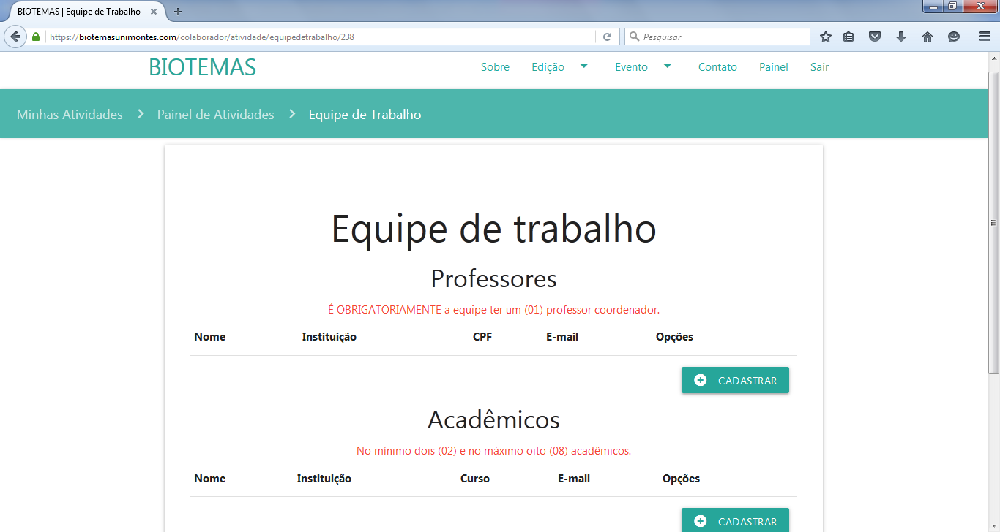 BIOTEMAS | Equipe de Trabalho
https://biotemasunimontes.com/colaborador/atividade/equipedetrabalho/238
Pesquisar
BIOTEMAS
Sobre Edição Evento Contato Painel Sair
Minhas Atividades Painel de Atividades Equipe de Trabalho
Equipe de trabalho
Professores
É OBRIGATORIAMENTE a equipe ter um (01) professor coordenador.
Nome Instituição CPF E-mail Opções
CADASTRAR
Acadêmicos
No mínimo dois (02) e no máximo oito (08) acadêmicos.
Nome Instituição Curso E-mail Opções
CADASTRAR